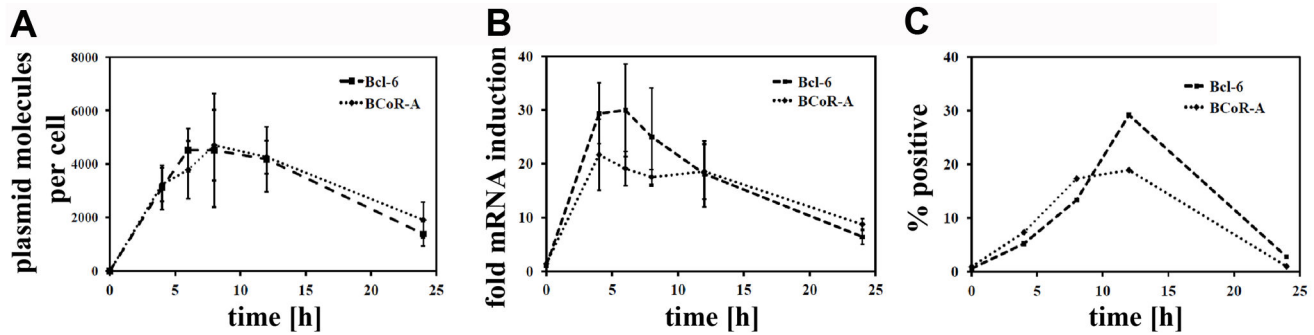 A
plasmid molecules
per cell
8000
6000
4000
2000
0
0 5 10 15 20 25
time [h]
Bcl-6
BCoR-A
B
fold mRNA induction
40
30
20
10
0
0 5 10 15 20 25
time [h]
Bcl-6
BCoR-A
C
% positive
40
30
20
10
0
0 5 10 15 20 25
time [h]
Bcl-6
BCoR-A